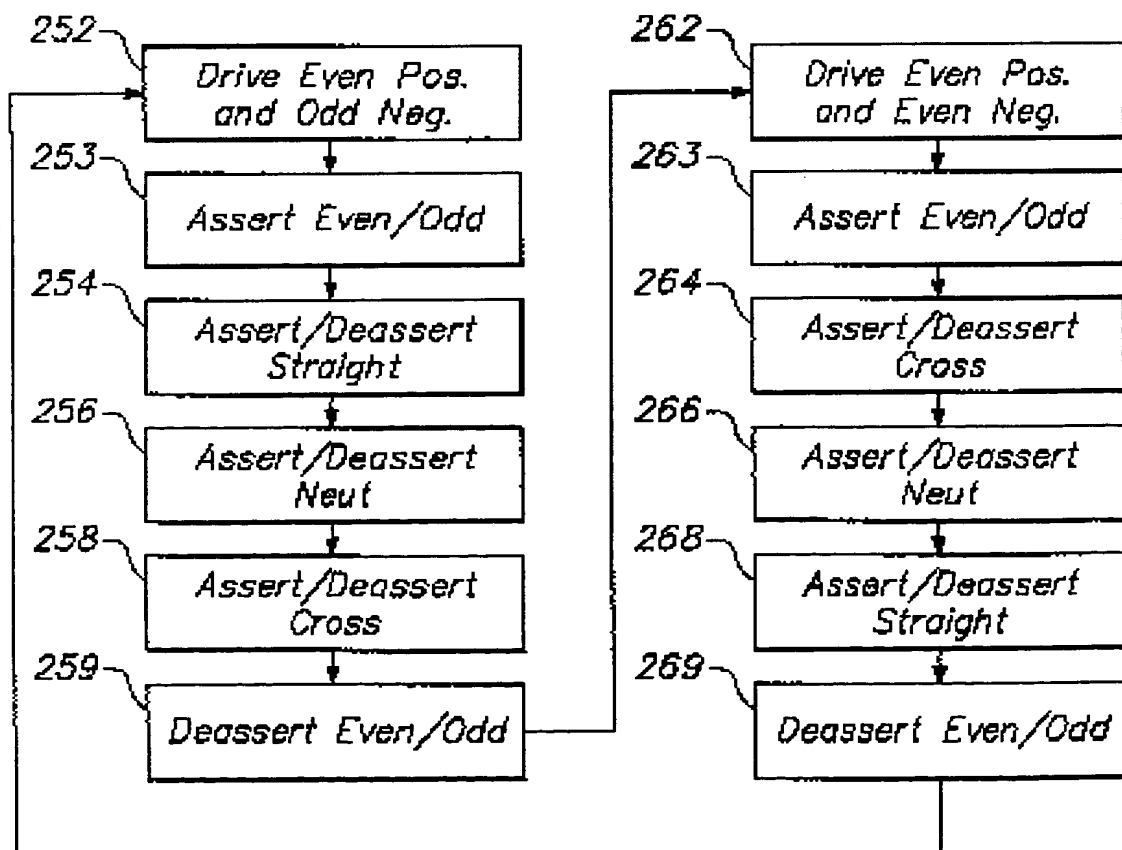 252
Drive Even Pos.
and Odd Neg.
253
Assert Even/Odd
254
Assert/Deassert
Straight
256
Assert/Deassert
Neut
258
Assert/Deassert
Cross
259
Deassert Even/Odd
262
Drive Even Pos.
and Even Neg.
263
Assert Even/Odd
264
Assert/Deassert
Cross
266
Assert/Deassert
Neut
268
Assert/Deassert
Straight
269
Deassert Even/Odd